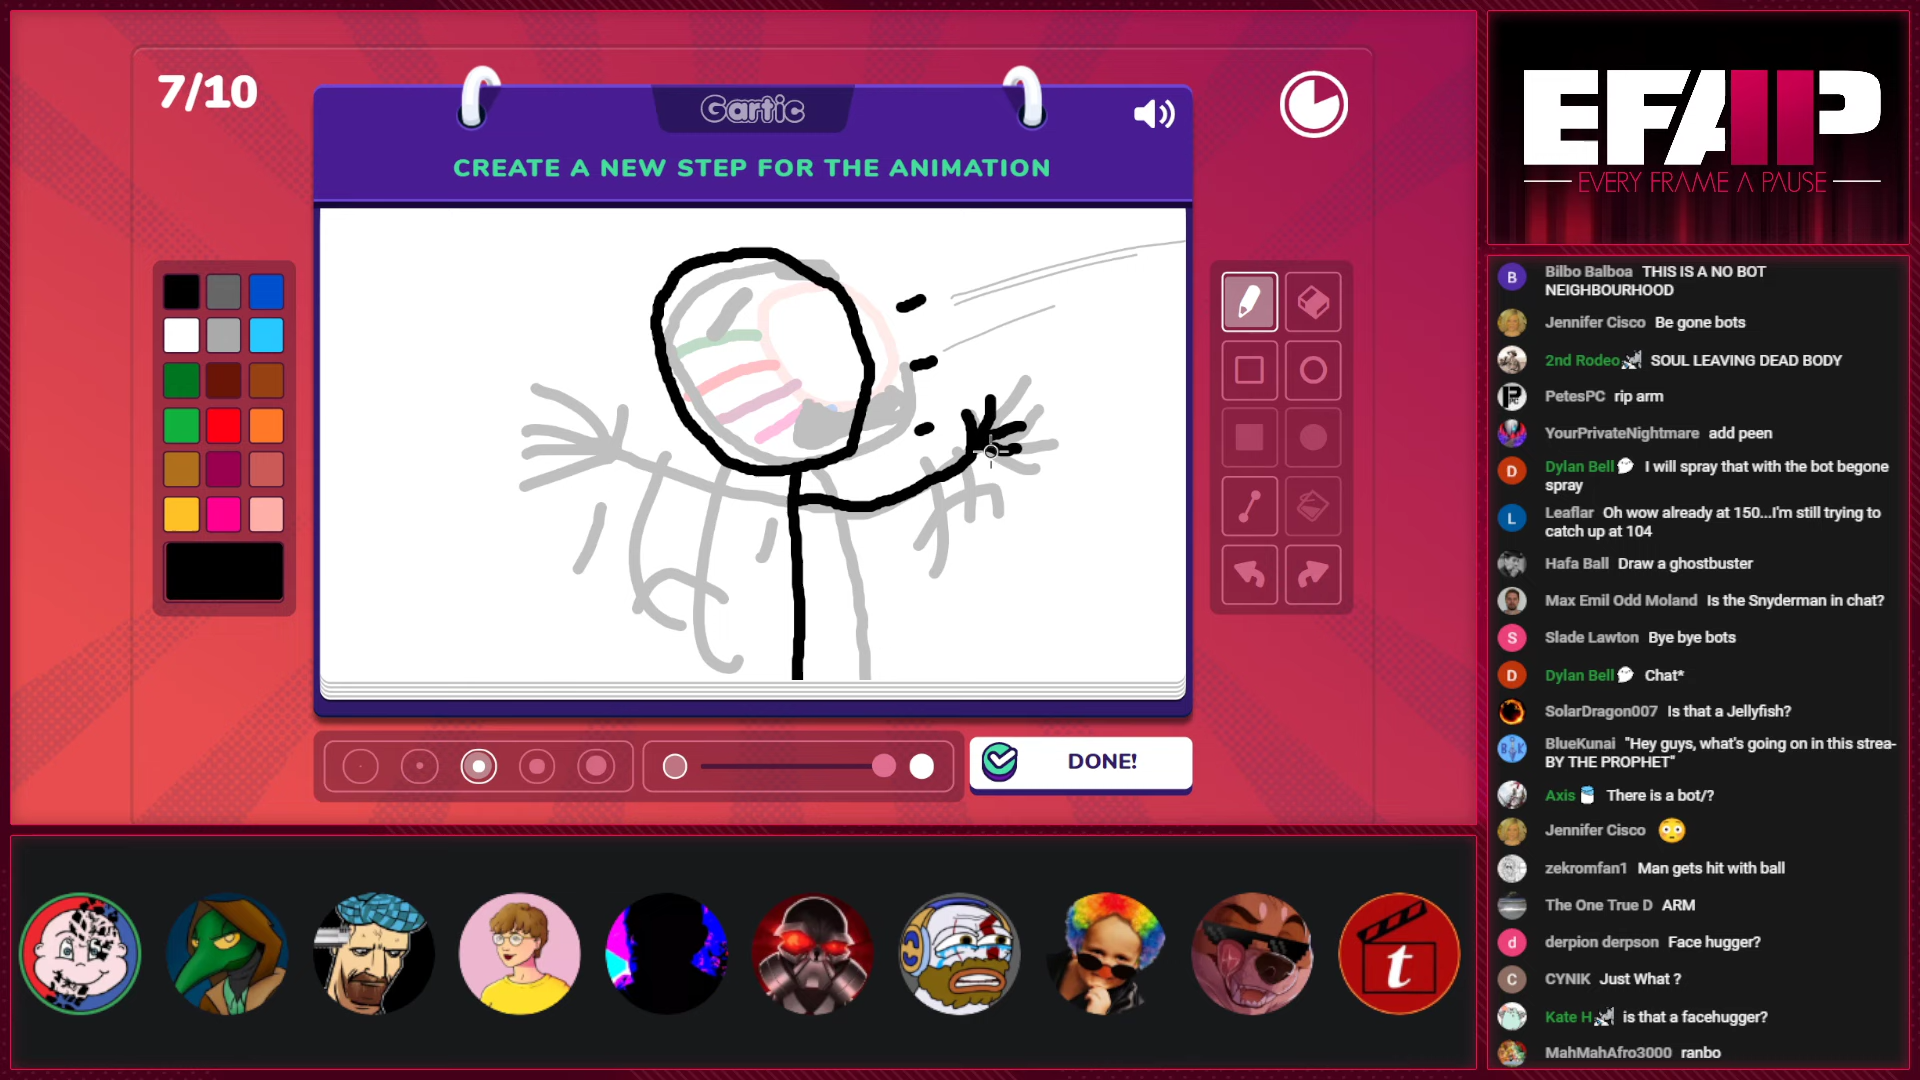 7/10
Gartic
CREATE A NEW STEP FOR THE ANIMATION
DONE!
EFAP
EVERY FRAME A PAUSE
B Bilbo Balboa THIS IS A NO BOT
NEIGHBOURHOOD
Jennifer Cisco Be gone bots
2nd Rodeo SOUL LEAVING DEAD BODY
PetesPC rip arm
YourPrivateNightmare add peen
Dylan Bell I will spray that with the bot begone
spray
L Leaflar Oh wow already at 150...I'm still trying to
catch up at 104
Hafa Ball Draw a ghostbuster
Max Emil Odd Moland Is the Snyderman in chat?
S Slade Lawton Bye bye bots
Dylan Bell Chat*
SolarDragon007 Is that a Jellyfish?
BlueKunai "Hey guys, what's going on in this strea-
BY THE PROPHET"
Axis There is a bot/?
Jennifer Cisco 😳
zekromfan1 Man gets hit with ball
The One True D ARM
d derpion derpson Face hugger?
C CYNIK Just What ?
Kate H is that a facehugger?
MahMahAfro3000 ranbo
t